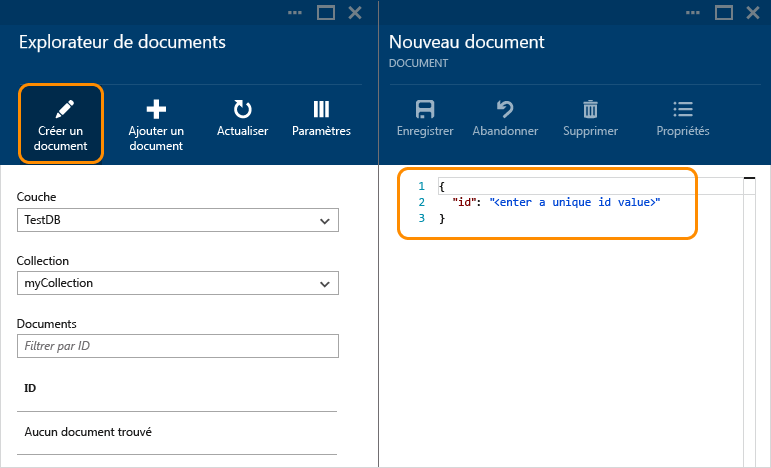 Explorateur de documents
Créer un
document
Ajouter un
document
Actualiser
Paramètres
Couche
TestDB
Collection
myCollection
Documents
Filtrer par ID
ID
Aucun document trouvé
Nouveau document
DOCUMENT
Enregistrer
Abandonner
Supprimer
Propriétés
1 {
2 "id": "<enter a unique id value>"
3 }